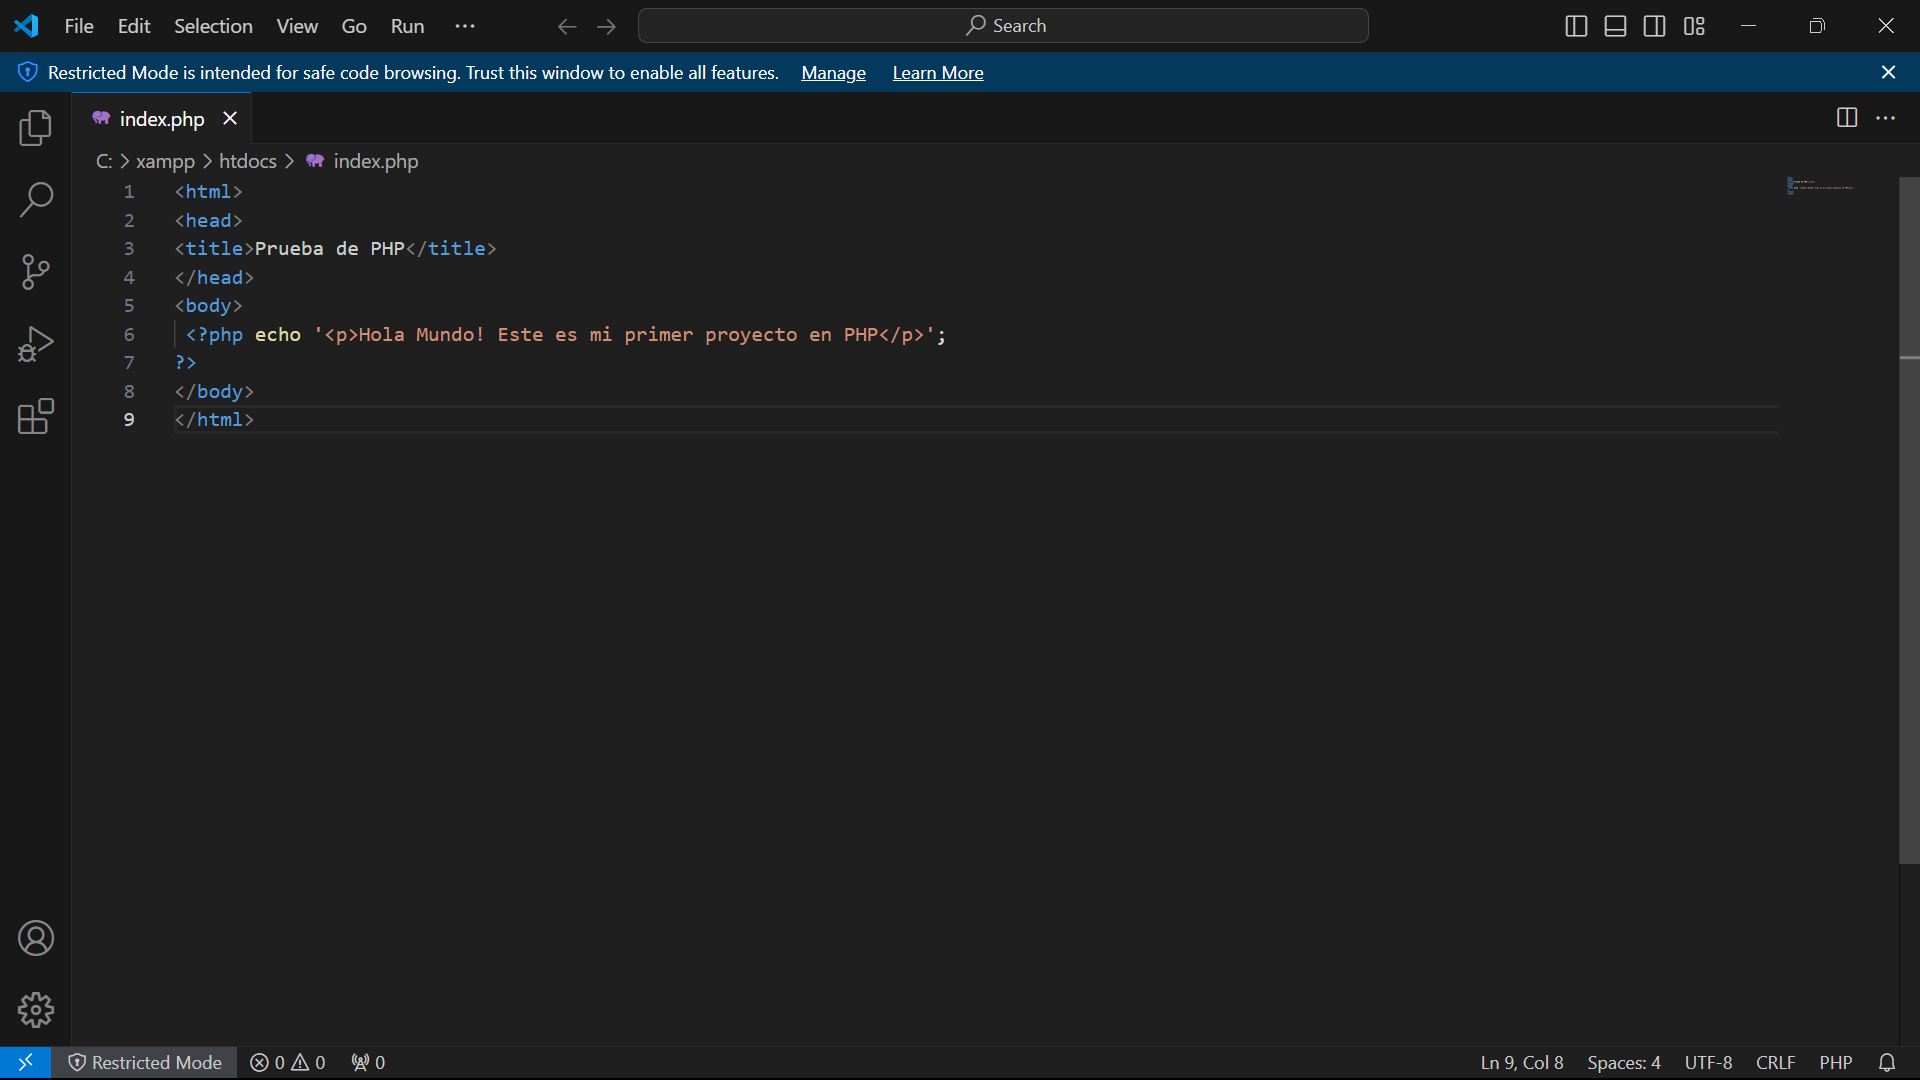 File Edit Selection View Go Run ··· Search
Restricted Mode is intended for safe code browsing. Trust this window to enable all features. Manage Learn More
index.php
C: > xampp > htdocs > index.php
1 <html>
2 <head>
3 <title>Prueba de PHP</title>
4 </head>
5 <body>
6 <?php echo '<p>Hola Mundo! Este es mi primer proyecto en PHP</p>';
7 ?>
8 </body>
9 </html>
Restricted Mode 0 0 0 Ln 9, Col 8 Spaces: 4 UTF-8 CRLF PHP